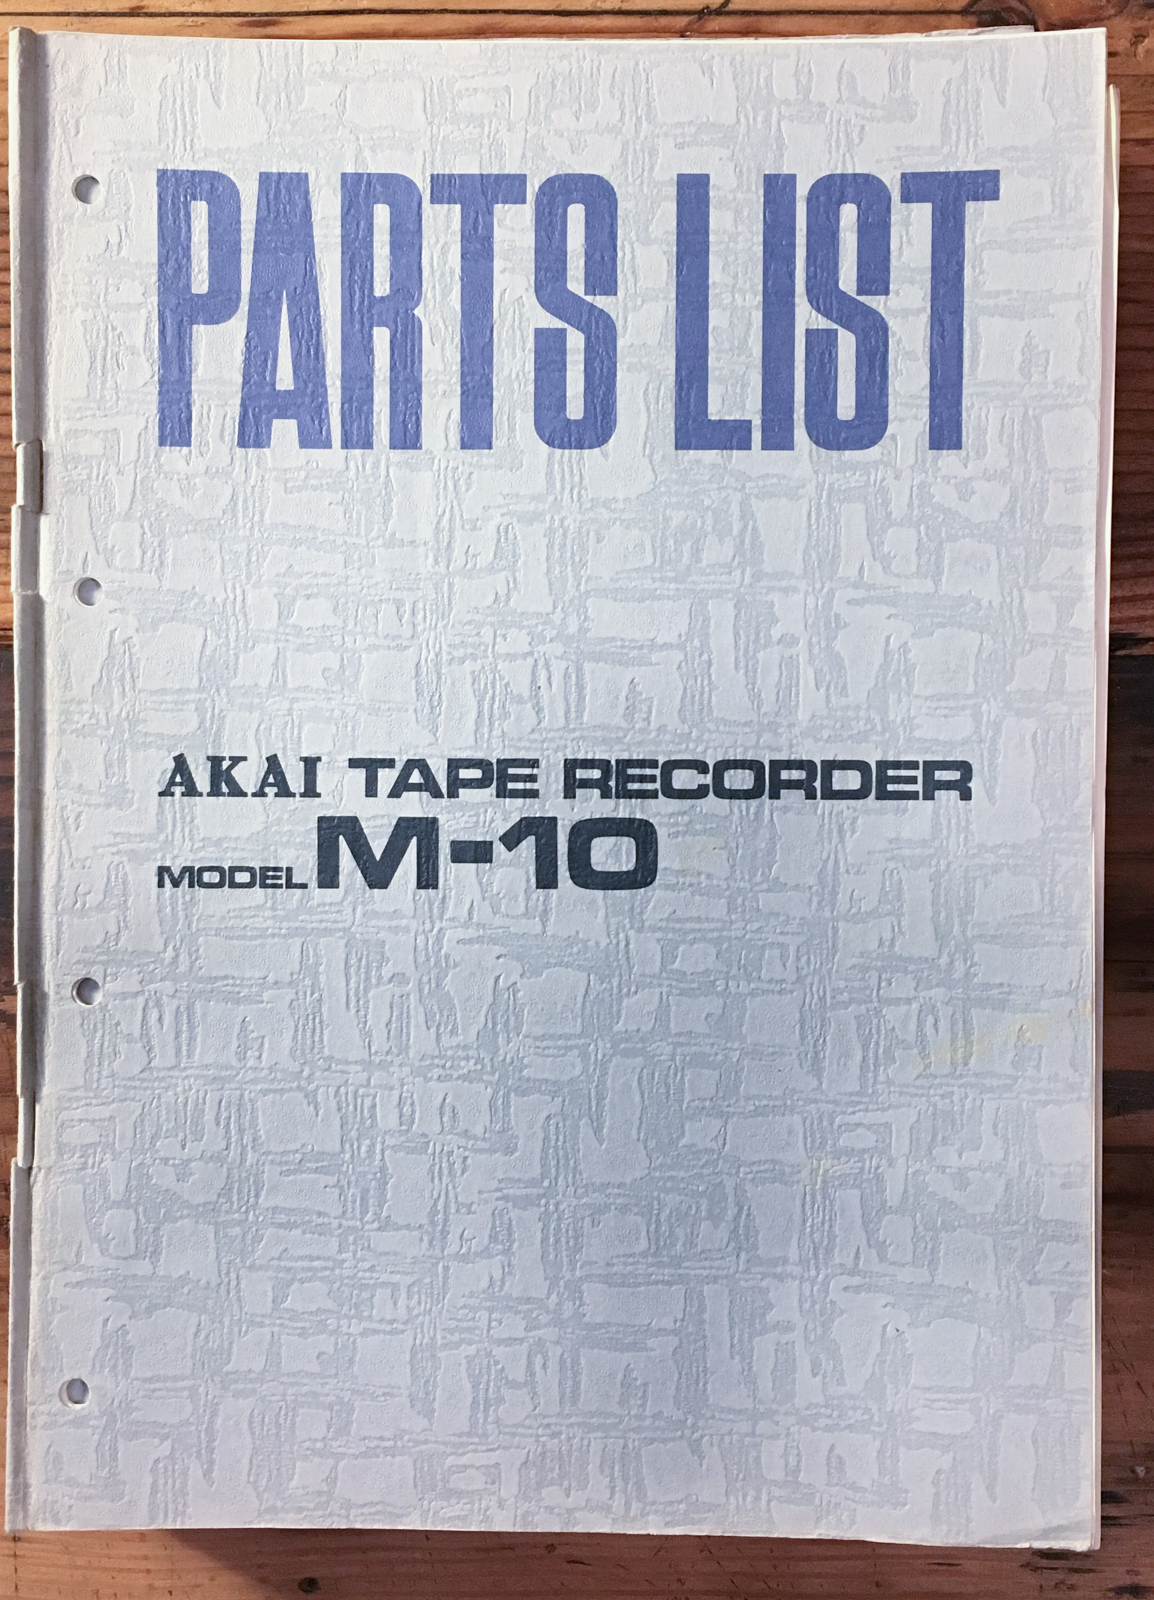 PARTS LIST
AKAI TAPE RECORDER
MODEL M-10